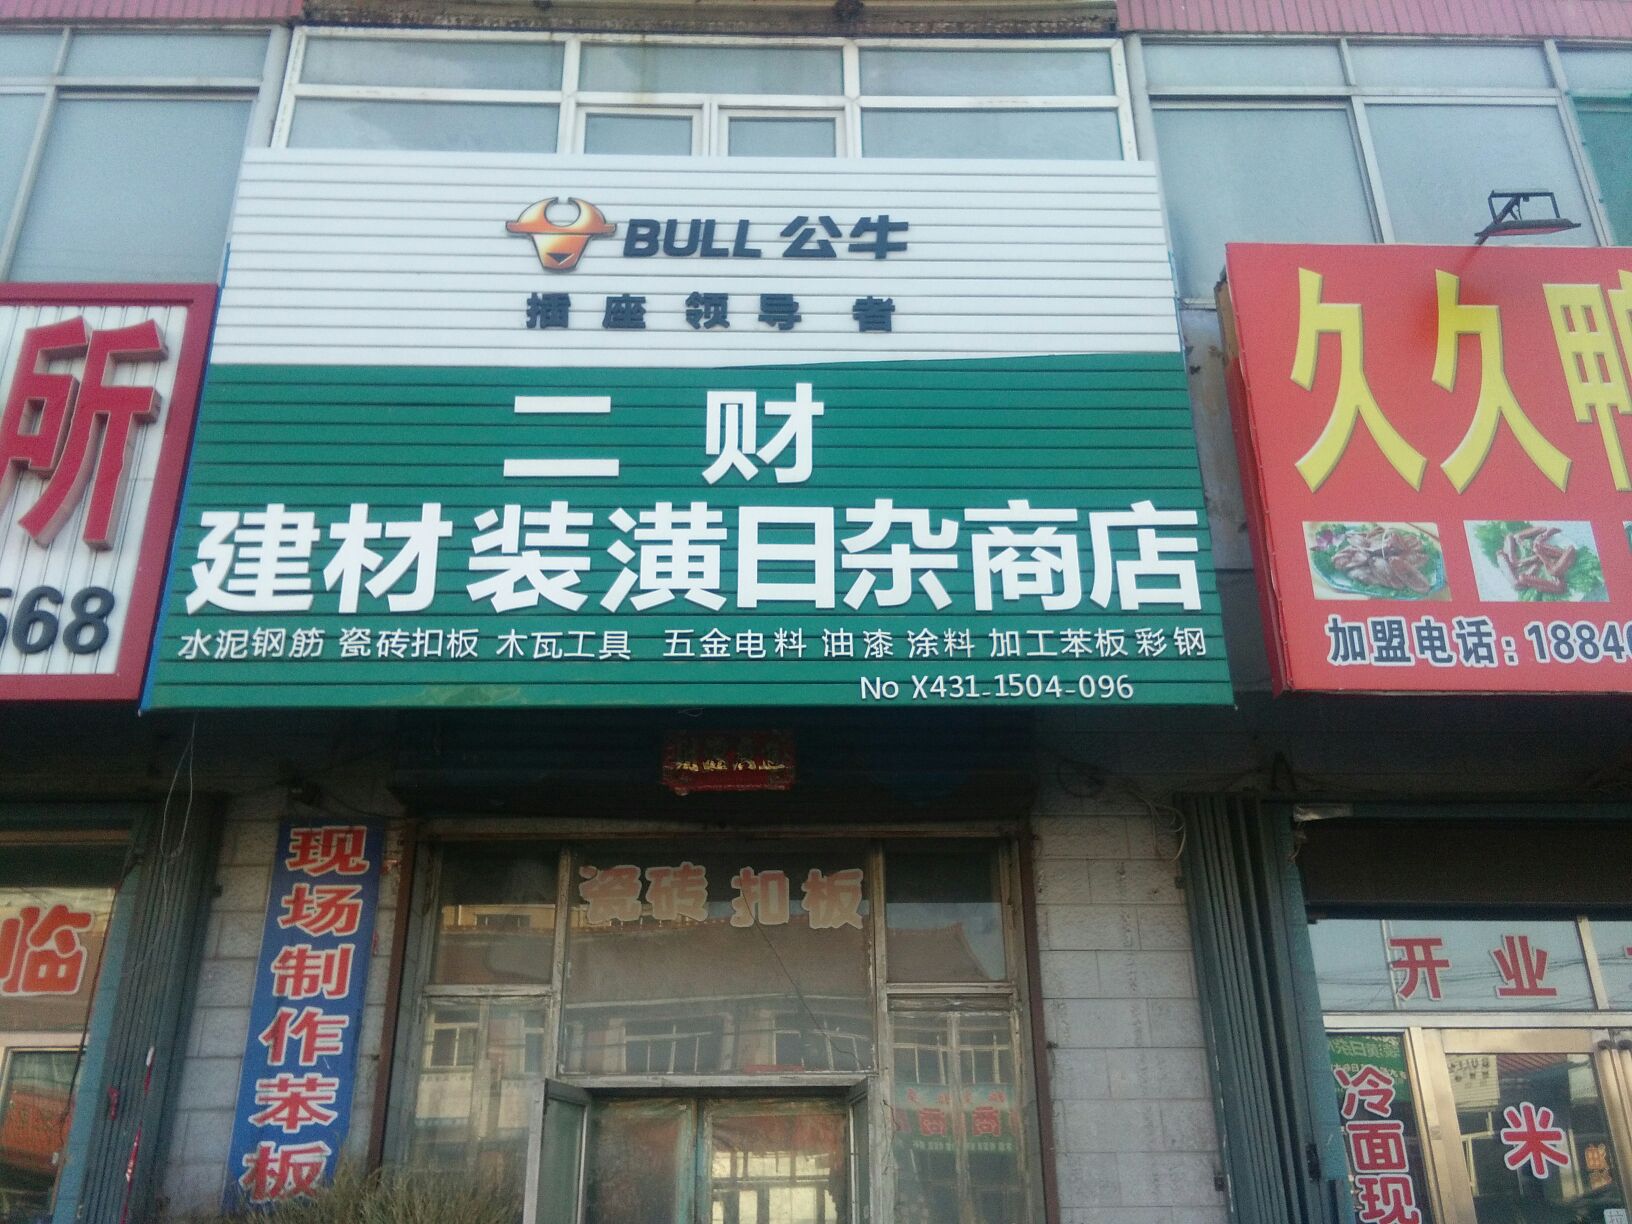 BULL 公牛
插座领导者
二财
建材装潢日杂商店
水泥钢筋 瓷砖扣板 木瓦工具 五金电料 油漆 涂料 加工苯板彩钢
No X431-1504-096
所
568
久久鸭
加盟电话:18846
现场制作苯板
瓷砖扣板
临
开业
冷面现
米